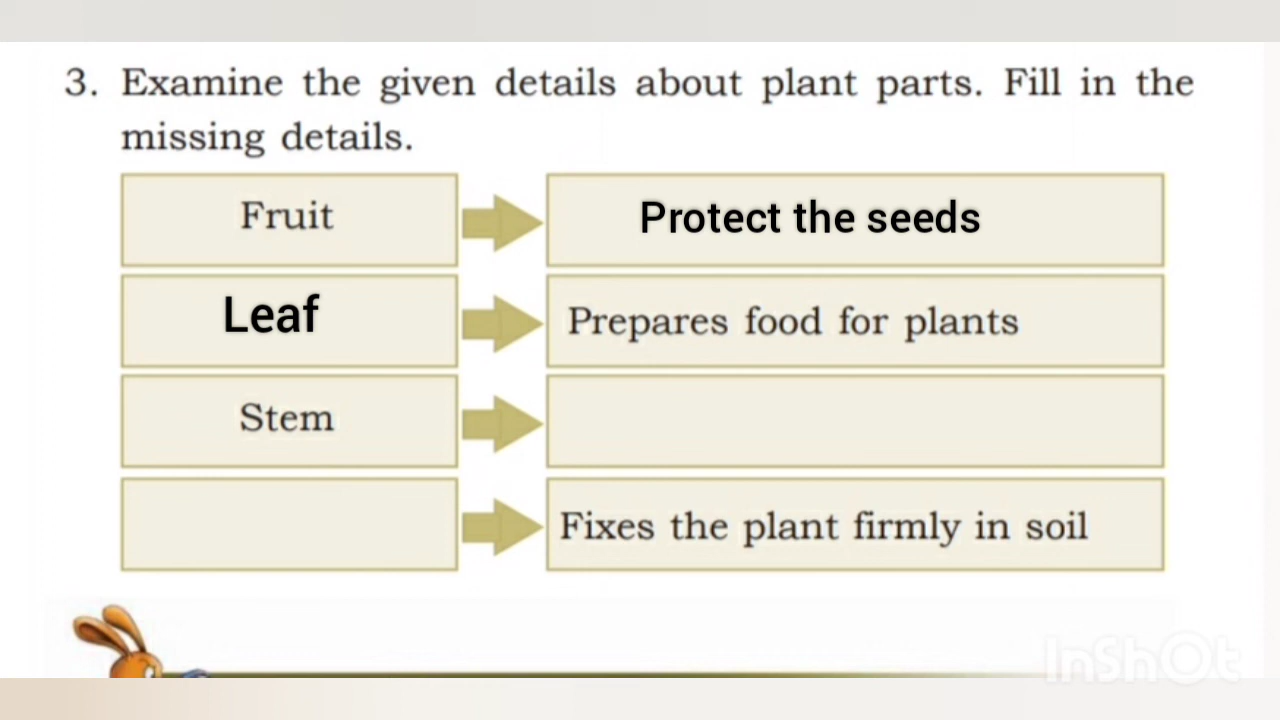 3. Examine the given details about plant parts. Fill in the
missing details.
Fruit
Protect the seeds
Leaf
Prepares food for plants
Stem
Fixes the plant firmly in soil
InShOt